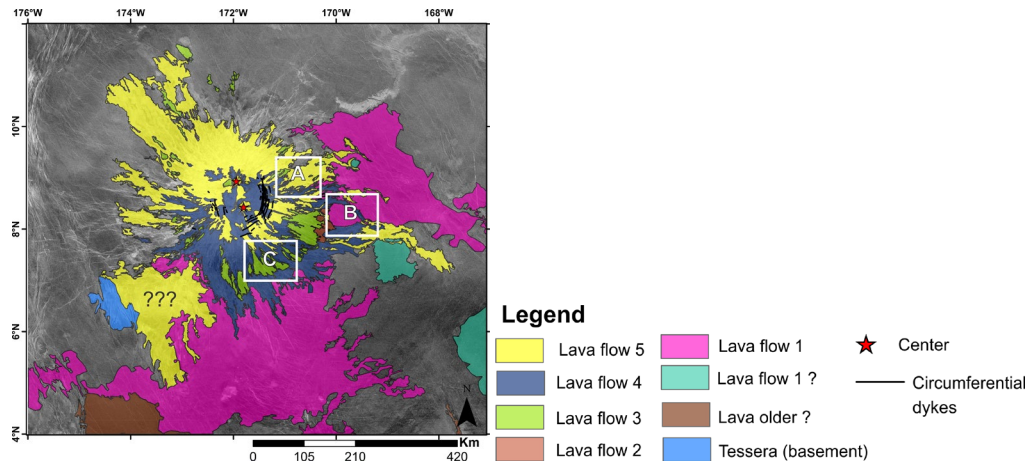 176°W 174°W 172°W 170°W 168°W
10°N
8°N
6°N
4°N
A
B
C
???
N
Km
0 105 210 420
Legend
Lava flow 5
Lava flow 4
Lava flow 3
Lava flow 2
Lava flow 1
Lava flow 1 ?
Lava older ?
Tessera (basement)
Center
Circumferential
dykes